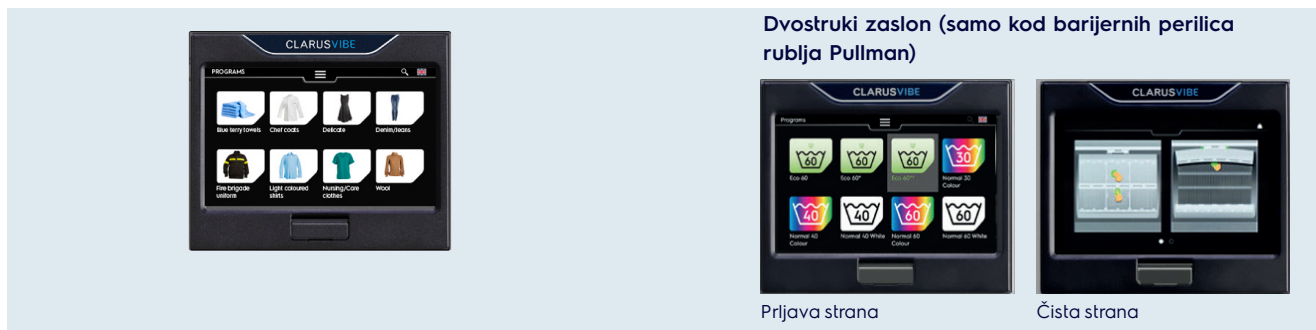 CLARUSVIBE
PROGRAMS
Blue terry towels Chef coats Delicate Denim/Jeans
Fire brigade uniform Light coloured shirts Nursing/Care clothes Wool
Dvostruki zaslon (samo kod barijernih perilica
rublja Pullman)
CLARUSVIBE
Programs
60 60 60 30
Eco 60 Eco 60* Eco 60** Normal 30 Colour
40 40 60 60
Normal 40 Colour Normal 40 White Normal 60 Colour Normal 60 White
Prljava strana
CLARUSVIBE
Čista strana